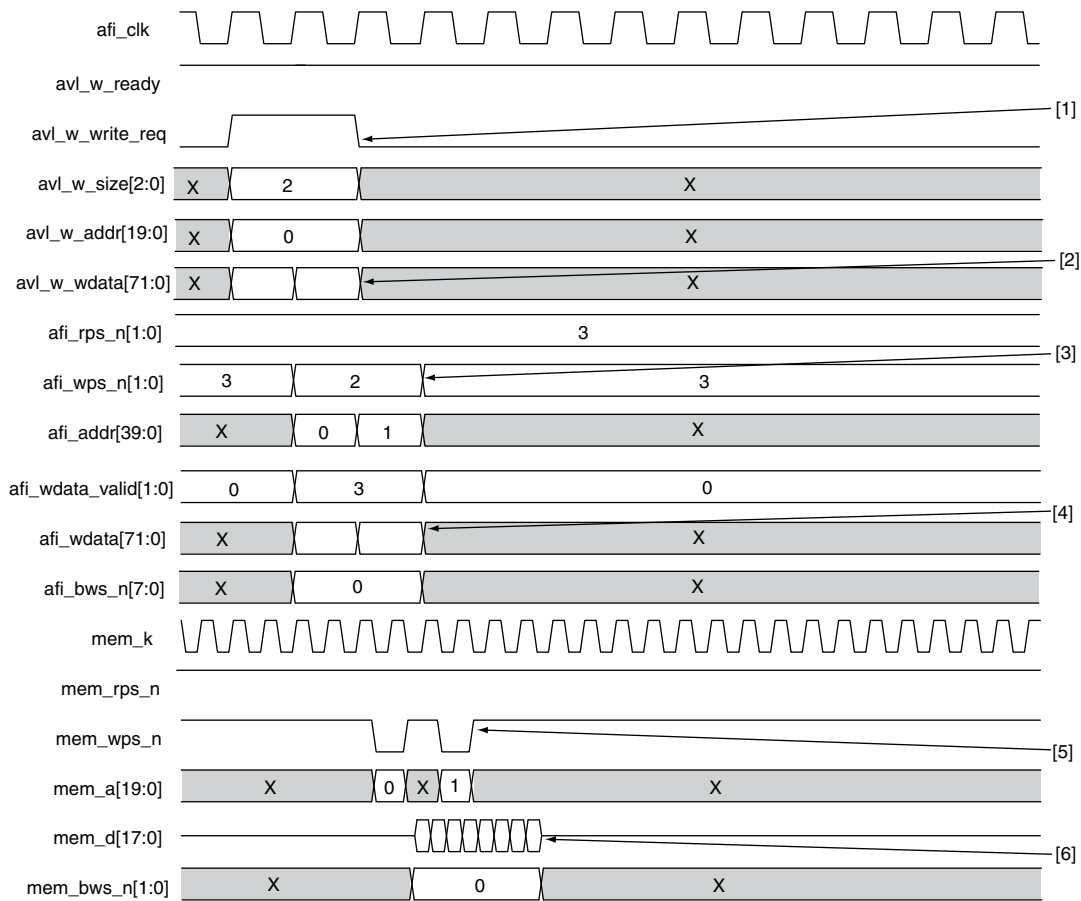 afi_clk
avl_w_ready
avl_w_write_req [1]
avl_w_size[2:0] X 2 X
avl_w_addr[19:0] X 0 X
avl_w_wdata[71:0] X X [2]
afi_rps_n[1:0] 3
afi_wps_n[1:0] 3 2 3 [3]
afi_addr[39:0] X 0 1 X
afi_wdata_valid[1:0] 0 3 0
afi_wdata[71:0] X X [4]
afi_bws_n[7:0] X 0 X
mem_k
mem_rps_n
mem_wps_n [5]
mem_a[19:0] X 0 X 1 X
mem_d[17:0] [6]
mem_bws_n[1:0] X 0 X